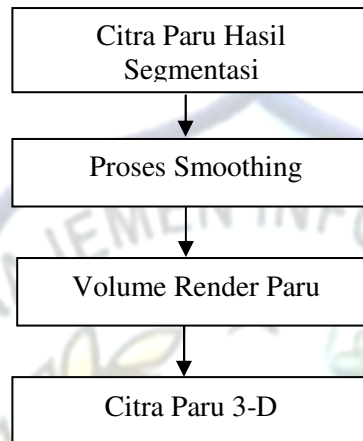 Citra Paru Hasil
Segmentasi
Proses Smoothing
Volume Render Paru
Citra Paru 3-D